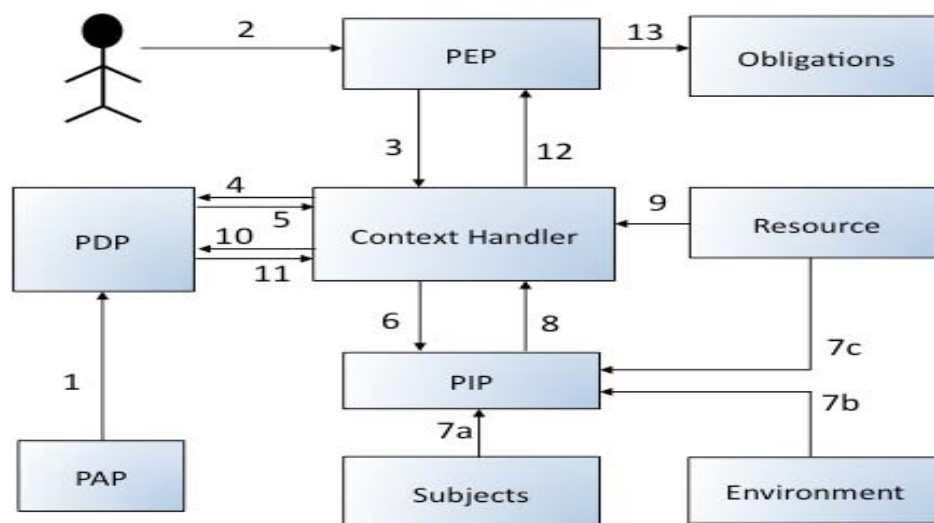 2
PEP
13
Obligations
3
12
4
5
10
11
PDP
Context Handler
9
Resource
6
8
7c
1
PIP
7b
7a
PAP
Subjects
Environment